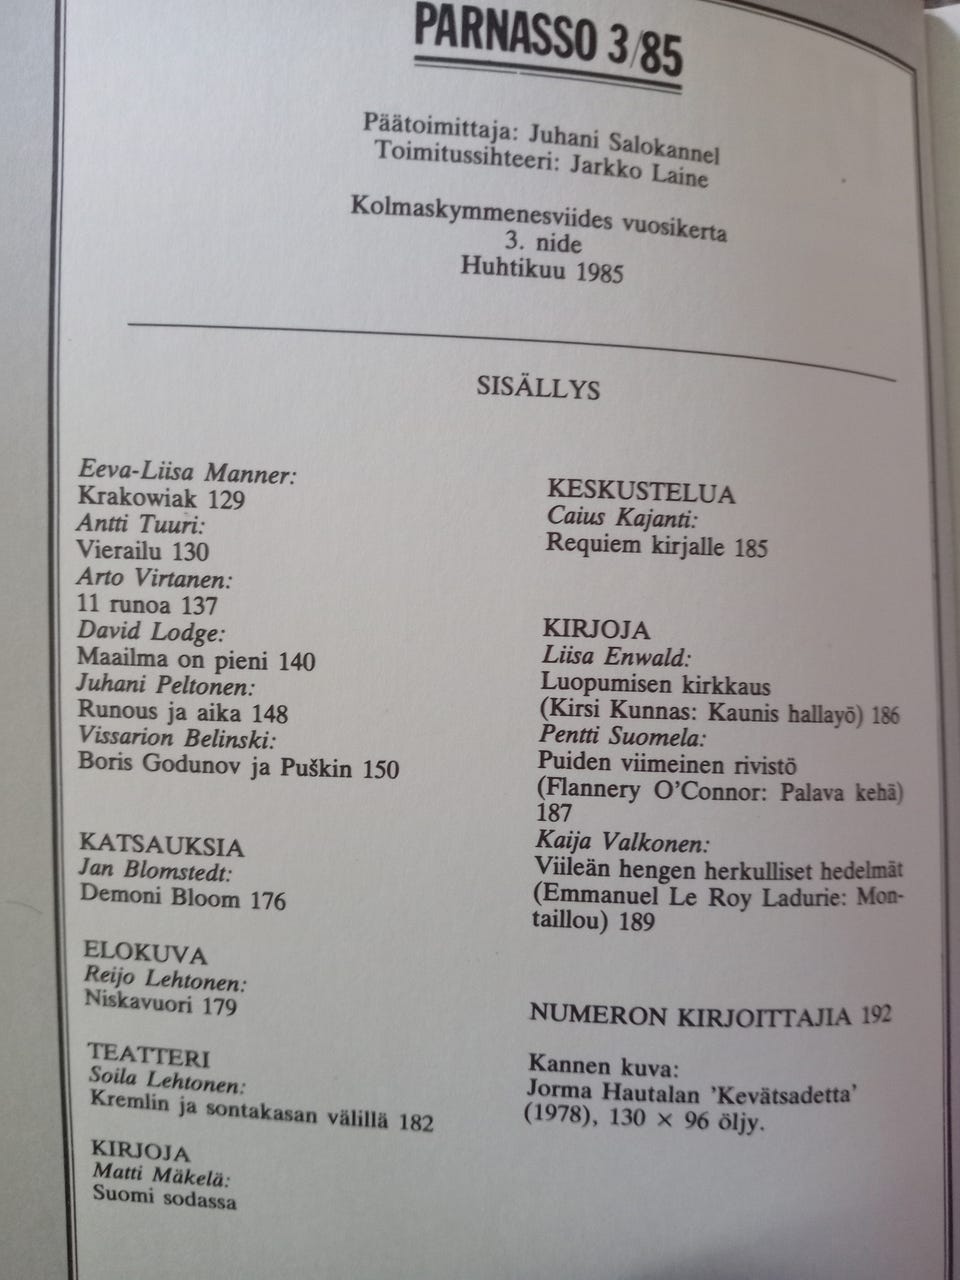 PARNASSO 3/85
Päätoimittaja: Juhani Salokannel
Toimitussihteeri: Jarkko Laine
Kolmaskymmenesviides vuosikerta
3. nide
Huhtikuu 1985
SISÄLLYS
Eeva-Liisa Manner:
Krakowiak 129
Antti Tuuri:
Vierailu 130
Arto Virtanen:
11 runoa 137
David Lodge:
Maailma on pieni 140
Juhani Peltonen:
Runous ja aika 148
Vissarion Belinski:
Boris Godunov ja Puškin 150
KATSAUKSIA
Jan Blomstedt:
Demoni Bloom 176
ELOKUVA
Reijo Lehtonen:
Niskavuori 179
TEATTERI
Soila Lehtonen:
Kremlin ja sontakasan välillä 182
KIRJOJA
Matti Mäkelä:
Suomi sodassa
KESKUSTELUA
Caius Kajanti:
Requiem kirjalle 185
KIRJOJA
Liisa Enwald:
Luopumisen kirkkaus
(Kirsi Kunnas: Kaunis hallayö) 186
Pentti Suomela:
Puiden viimeinen rivistö
(Flannery O'Connor: Palava kehä)
187
Kaija Valkonen:
Viileän hengen herkulliset hedelmät
(Emmanuel Le Roy Ladurie: Mon-
taillou) 189
NUMERON KIRJOITTAJIA 192
Kannen kuva:
Jorma Hautalan 'Kevätsadetta'
(1978), 130 × 96 öljy.